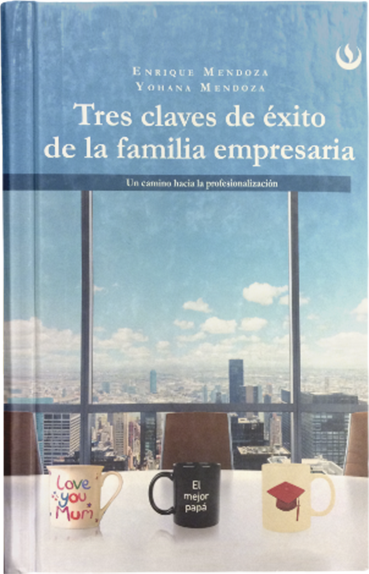 ENRIQUE MENDOZA
YOHANA MENDOZA
Tres claves de éxito
de la familia empresaria
Un camino hacia la profesionalización
Love
you
Mum
El
mejor
papá